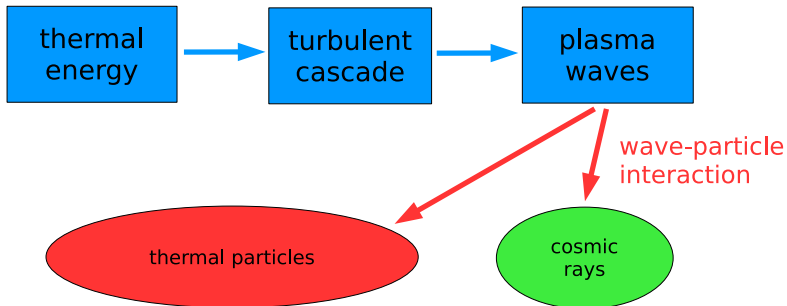 thermal
energy
turbulent
cascade
plasma
waves
wave-particle
interaction
thermal particles
cosmic
rays